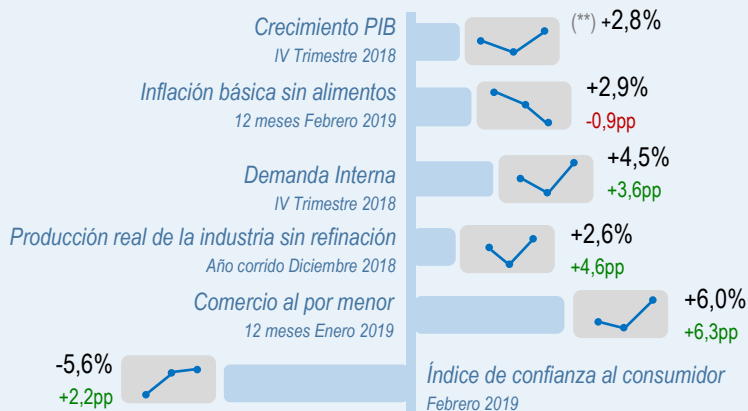 Crecimiento PIB
IV Trimestre 2018
(**) +2,8%
Inflación básica sin alimentos
12 meses Febrero 2019
+2,9%
-0,9pp
Demanda Interna
IV Trimestre 2018
+4,5%
+3,6pp
Producción real de la industria sin refinación
Año corrido Diciembre 2018
+2,6%
+4,6pp
Comercio al por menor
12 meses Enero 2019
+6,0%
+6,3pp
-5,6%
+2,2pp
Índice de confianza al consumidor
Febrero 2019